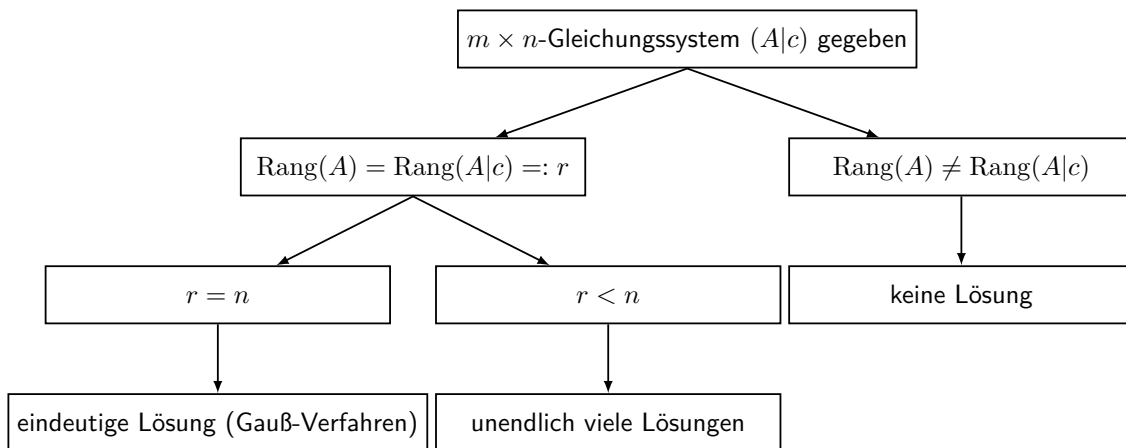 m × n-Gleichungssystem (A|c) gegeben
Rang(A) = Rang(A|c) =: r
Rang(A) ≠ Rang(A|c)
r = n
r < n
keine Lösung
eindeutige Lösung (Gauß-Verfahren)
unendlich viele Lösungen